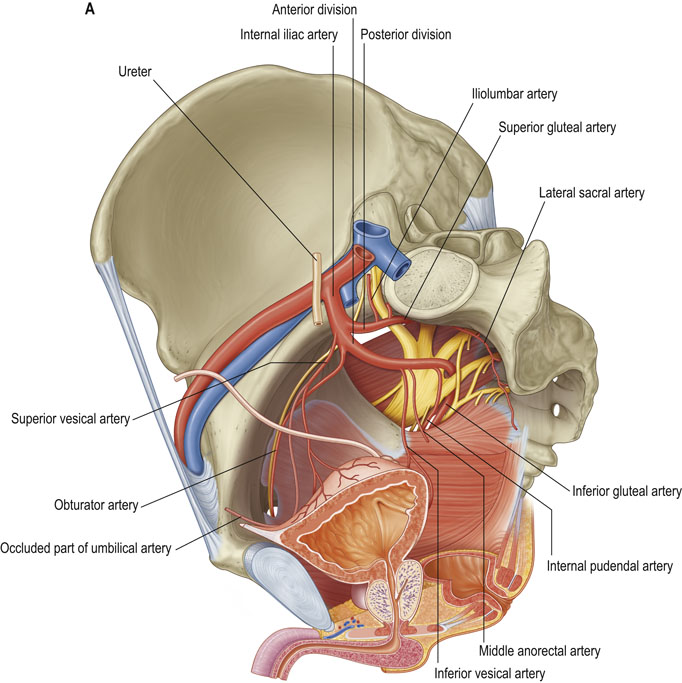 A
Anterior division
Internal iliac artery
Posterior division
Ureter
Iliolumbar artery
Superior gluteal artery
Lateral sacral artery
Superior vesical artery
Obturator artery
Inferior gluteal artery
Occluded part of umbilical artery
Internal pudendal artery
Middle anorectal artery
Inferior vesical artery